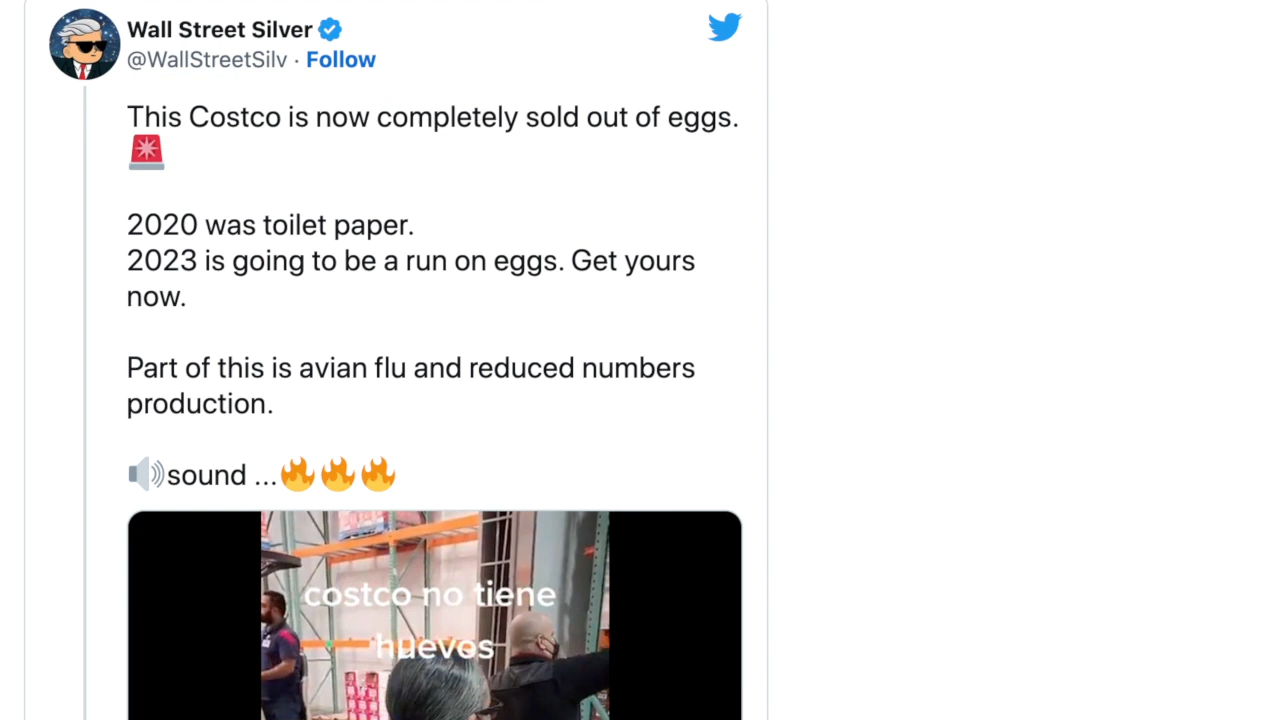 Wall Street Silver
@WallStreetSilv · Follow
This Costco is now completely sold out of eggs.
🚨
2020 was toilet paper.
2023 is going to be a run on eggs. Get yours
now.
Part of this is avian flu and reduced numbers
production.
🔊sound ...🔥🔥🔥
costco no tiene
huevos